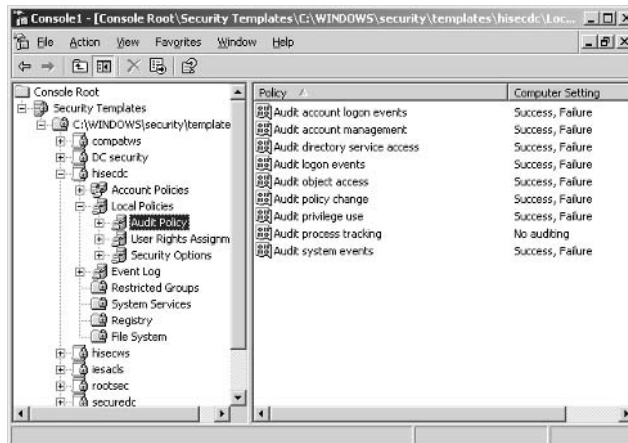 Console1 - [Console Root\Security Templates\C:\WINDOWS\security\templates\hisecdc\Loc...
File Action View Favorites Window Help
Console Root
Security Templates
C:\WINDOWS\security\template
compatws
DC security
hisecdc
Account Policies
Local Policies
Audit Policy
User Rights Assignm
Security Options
Event Log
Restricted Groups
System Services
Registry
File System
hisecws
iesacls
rootsec
securedc
Policy Computer Setting
Audit account logon events Success, Failure
Audit account management Success, Failure
Audit directory service access Success, Failure
Audit logon events Success, Failure
Audit object access Success, Failure
Audit policy change Success, Failure
Audit privilege use Success, Failure
Audit process tracking No auditing
Audit system events Success, Failure